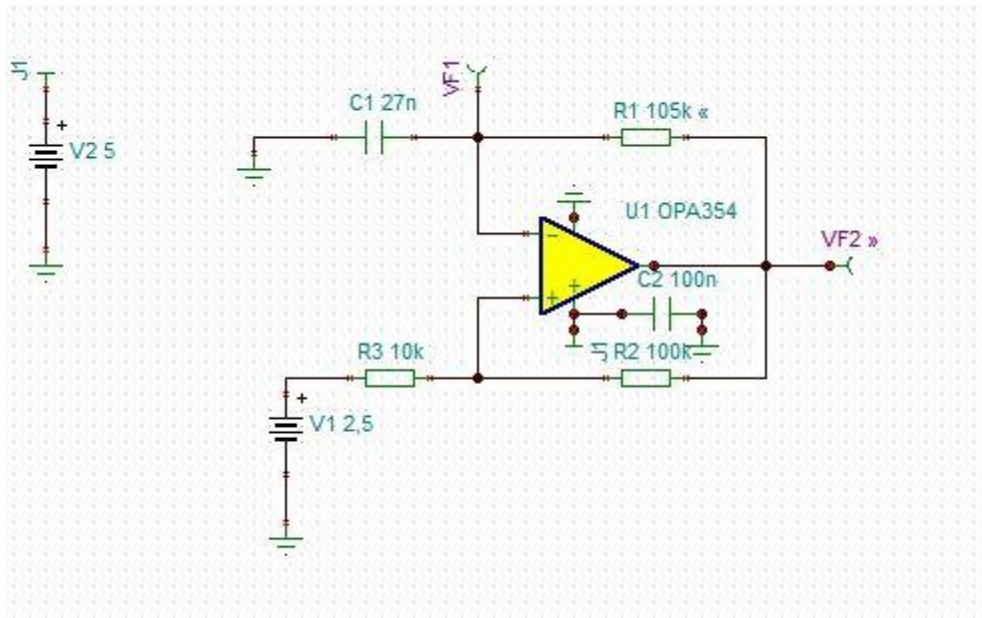 J1
VF1
C1 27n
R1 105k «
+
V2 5
U1 OPA354
−
VF2 »
C2 100n
+
+
R3 10k
J1
R2 100k
+
V1 2,5